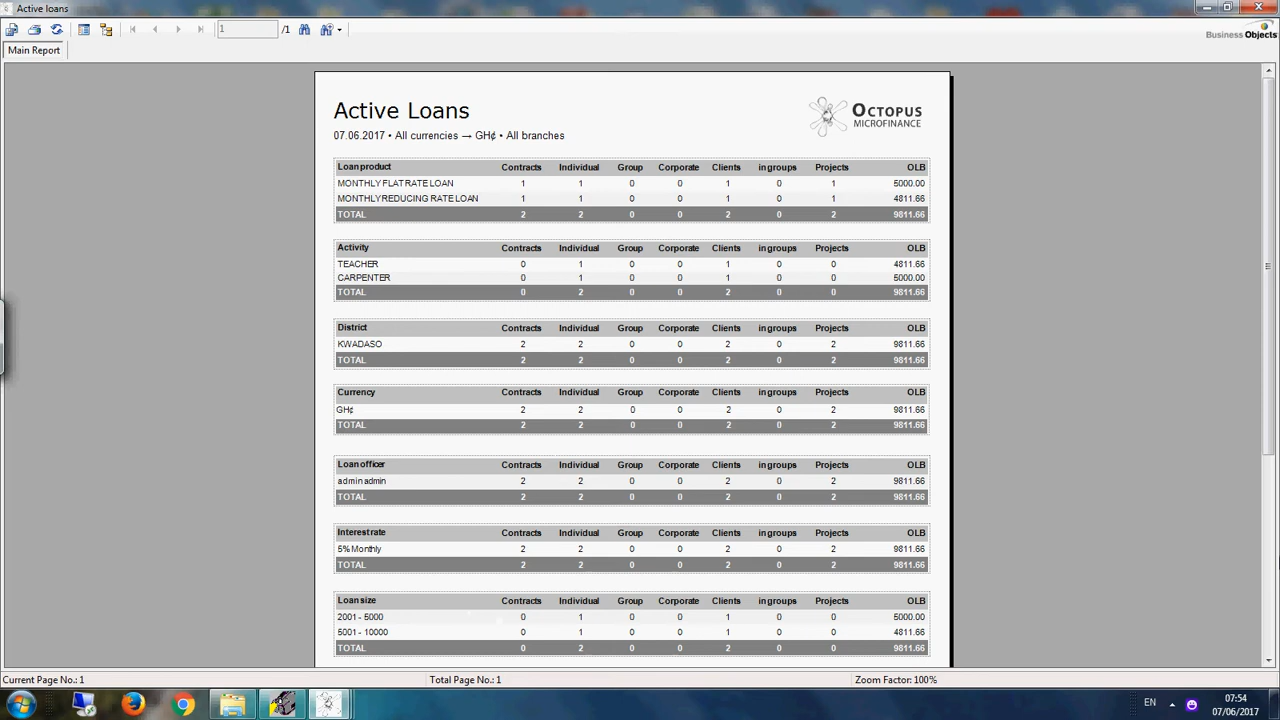 Active loans
1 /1
Business Objects
Main Report
Active Loans
07.06.2017 • All currencies → GH¢ • All branches
OCTOPUS
MICROFINANCE
Loan product Contracts Individual Group Corporate Clients in groups Projects OLB
MONTHLY FLAT RATE LOAN 1 1 0 0 1 0 1 5000.00
MONTHLY REDUCING RATE LOAN 1 1 0 0 1 0 1 4811.66
TOTAL 2 2 0 0 2 0 2 9811.66
Activity Contracts Individual Group Corporate Clients in groups Projects OLB
TEACHER 0 1 0 0 1 0 0 4811.66
CARPENTER 0 1 0 0 1 0 0 5000.00
TOTAL 0 2 0 0 2 0 0 9811.66
District Contracts Individual Group Corporate Clients in groups Projects OLB
KWADASO 2 2 0 0 2 0 2 9811.66
TOTAL 2 2 0 0 2 0 2 9811.66
Currency Contracts Individual Group Corporate Clients in groups Projects OLB
GH¢ 2 2 0 0 2 0 2 9811.66
TOTAL 2 2 0 0 2 0 2 9811.66
Loan officer Contracts Individual Group Corporate Clients in groups Projects OLB
admin admin 2 2 0 0 2 0 2 9811.66
TOTAL 2 2 0 0 2 0 2 9811.66
Interest rate Contracts Individual Group Corporate Clients in groups Projects OLB
5% Monthly 2 2 0 0 2 0 2 9811.66
TOTAL 2 2 0 0 2 0 2 9811.66
Loan size Contracts Individual Group Corporate Clients in groups Projects OLB
2001 - 5000 0 1 0 0 1 0 0 5000.00
5001 - 10000 0 1 0 0 1 0 0 4811.66
TOTAL 0 2 0 0 2 0 0 9811.66
Current Page No.: 1 Total Page No.: 1 Zoom Factor: 100%
EN 07:54
07/06/2017